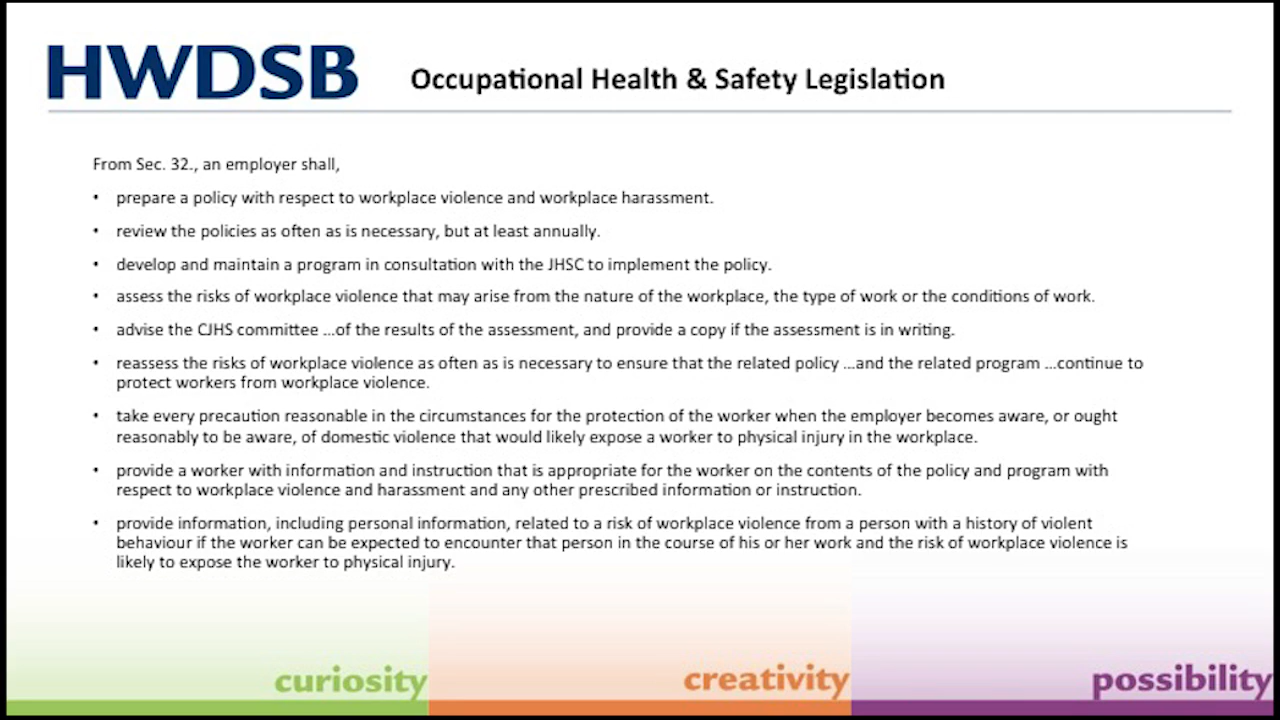 HWDSB
Occupational Health & Safety Legislation
From Sec. 32., an employer shall,
• prepare a policy with respect to workplace violence and workplace harassment.
• review the policies as often as is necessary, but at least annually.
• develop and maintain a program in consultation with the JHSC to implement the policy.
• assess the risks of workplace violence that may arise from the nature of the workplace, the type of work or the conditions of work.
• advise the CJHS committee ...of the results of the assessment, and provide a copy if the assessment is in writing.
• reassess the risks of workplace violence as often as is necessary to ensure that the related policy ...and the related program ...continue to
protect workers from workplace violence.
• take every precaution reasonable in the circumstances for the protection of the worker when the employer becomes aware, or ought
reasonably to be aware, of domestic violence that would likely expose a worker to physical injury in the workplace.
• provide a worker with information and instruction that is appropriate for the worker on the contents of the policy and program with
respect to workplace violence and harassment and any other prescribed information or instruction.
• provide information, including personal information, related to a risk of workplace violence from a person with a history of violent
behaviour if the worker can be expected to encounter that person in the course of his or her work and the risk of workplace violence is
likely to expose the worker to physical injury.
curiosity
creativity
possibility